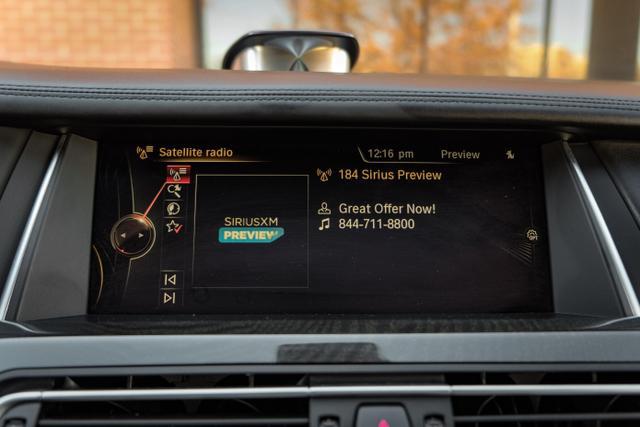 Satellite radio
12:16 pm
Preview
184 Sirius Preview
Great Offer Now!
844-711-8800
SIRIUSXM
PREVIEW